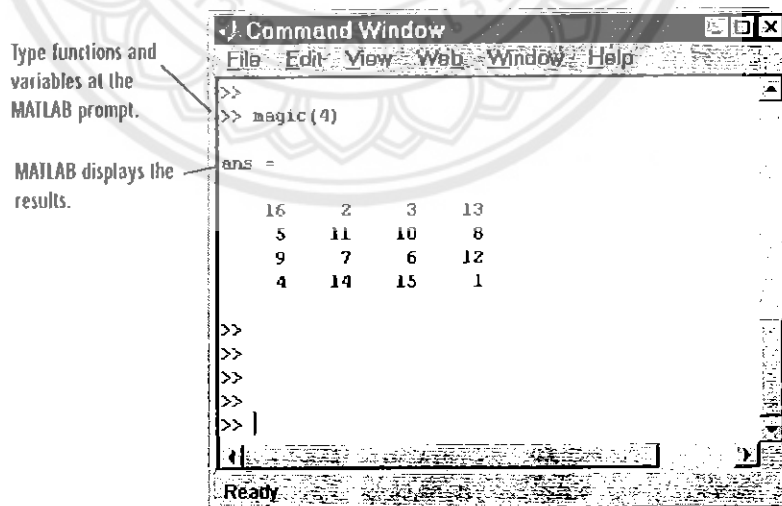 Type functions and
variables at the
MATLAB prompt.
MATLAB displays the
results.
Command Window
File Edit View Web Window Help
>>
>> magic(4)
ans =
16 2 3 13
5 11 10 8
9 7 6 12
4 14 15 1
>>
>>
>>
>>
>>
Ready